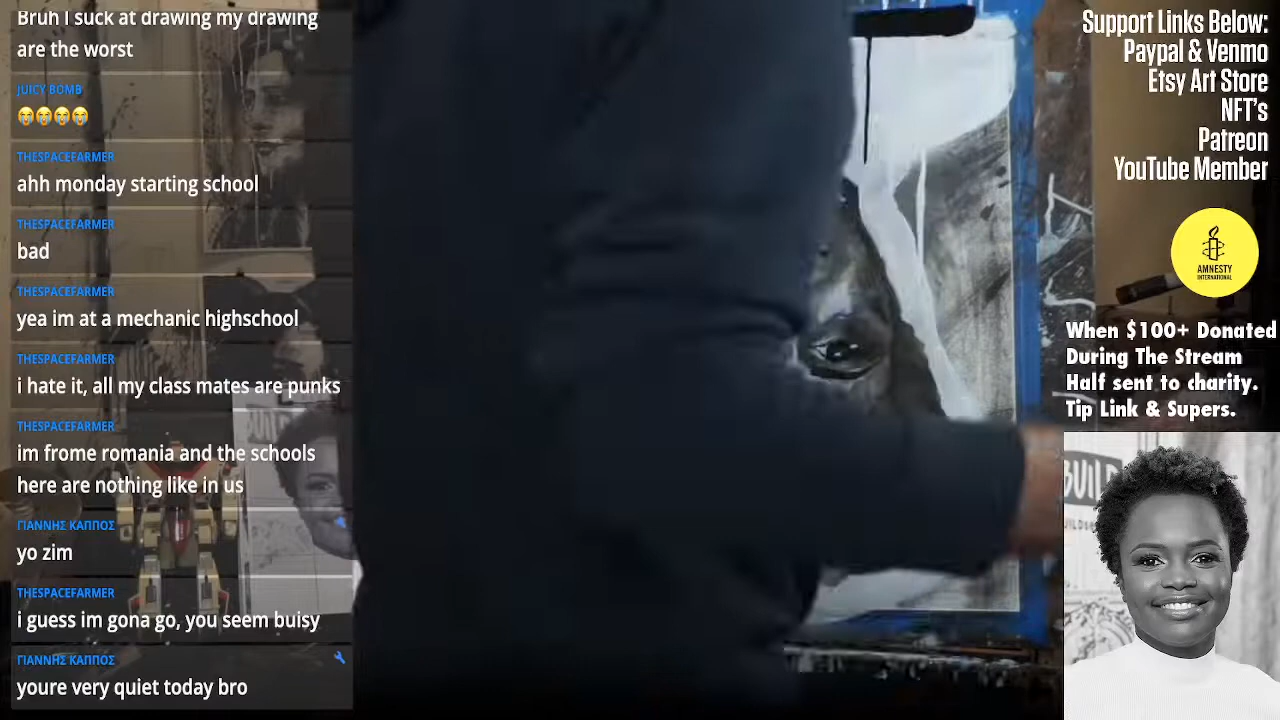 Bruh I suck at drawing my drawing
are the worst
JUICY BOMB
😭😭😭😭
THESPACEFARMER
ahh monday starting school
THESPACEFARMER
bad
THESPACEFARMER
yea im at a mechanic highschool
THESPACEFARMER
i hate it, all my class mates are punks
THESPACEFARMER
im frome romania and the schools
here are nothing like in us
ΓΙΑΝΝΗΣ ΚΑΠΠΟΣ
yo zim
THESPACEFARMER
i guess im gona go, you seem buisy
ΓΙΑΝΝΗΣ ΚΑΠΠΟΣ
youre very quiet today bro
Support Links Below:
Paypal & Venmo
Etsy Art Store
NFT's
Patreon
YouTube Member
AMNESTY
INTERNATIONAL
When $100+ Donated
During The Stream
Half sent to charity.
Tip Link & Supers.
BUILD